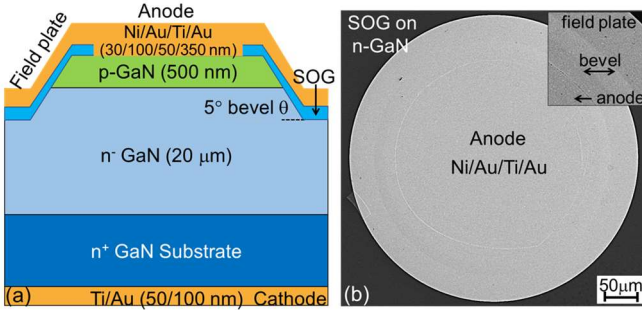 Anode
Ni/Au/Ti/Au
(30/100/50/350 nm)
Field plate
p-GaN (500 nm)
SOG
5° bevel θ
n⁻ GaN (20 μm)
n⁺ GaN Substrate
(a)
Ti/Au (50/100 nm) Cathode
SOG on
n-GaN
field plate
bevel
anode
Anode
Ni/Au/Ti/Au
(b)
50μm